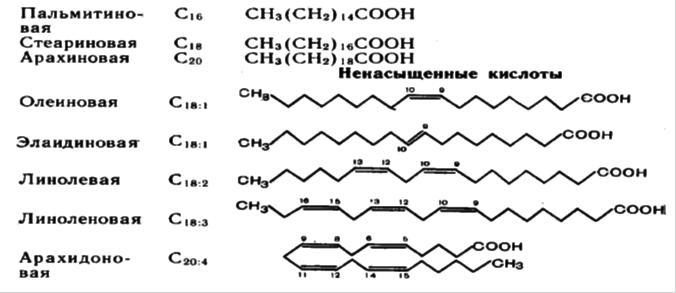 Пальмитино-
вая C₁₆ CH₃(CH₂)₁₄COOH
Стеариновая C₁₈ CH₃(CH₂)₁₆COOH
Арахиновая C₂₀ CH₃(CH₂)₁₈COOH
Ненасыщенные кислоты
Олеиновая C₁₈:₁ CH₃ 10 9 COOH
Элаидиновая C₁₈:₁ CH₃ 10 9 COOH
Линолевая C₁₈:₂ CH₃ 13 12 10 9 COOH
Линоленовая C₁₈:₃ CH₃ 16 15 13 12 10 9 COOH
Арахидоно-
вая C₂₀:₄ 9 8 6 5 COOH
11 12 14 15 CH₃